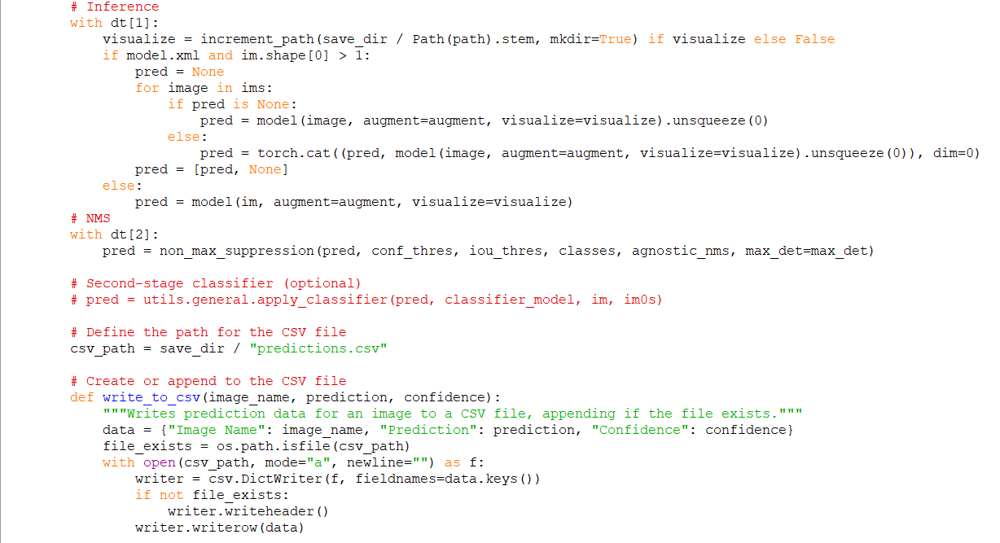 # Inference
with dt[1]:
    visualize = increment_path(save_dir / Path(path).stem, mkdir=True) if visualize else False
    if model.xml and im.shape[0] > 1:
        pred = None
        for image in ims:
            if pred is None:
                pred = model(image, augment=augment, visualize=visualize).unsqueeze(0)
            else:
                pred = torch.cat((pred, model(image, augment=augment, visualize=visualize).unsqueeze(0)), dim=0)
        pred = [pred, None]
    else:
        pred = model(im, augment=augment, visualize=visualize)
# NMS
with dt[2]:
    pred = non_max_suppression(pred, conf_thres, iou_thres, classes, agnostic_nms, max_det=max_det)

# Second-stage classifier (optional)
# pred = utils.general.apply_classifier(pred, classifier_model, im, im0s)

# Define the path for the CSV file
csv_path = save_dir / "predictions.csv"

# Create or append to the CSV file
def write_to_csv(image_name, prediction, confidence):
    """Writes prediction data for an image to a CSV file, appending if the file exists."""
    data = {"Image Name": image_name, "Prediction": prediction, "Confidence": confidence}
    file_exists = os.path.isfile(csv_path)
    with open(csv_path, mode="a", newline="") as f:
        writer = csv.DictWriter(f, fieldnames=data.keys())
        if not file_exists:
            writer.writeheader()
        writer.writerow(data)